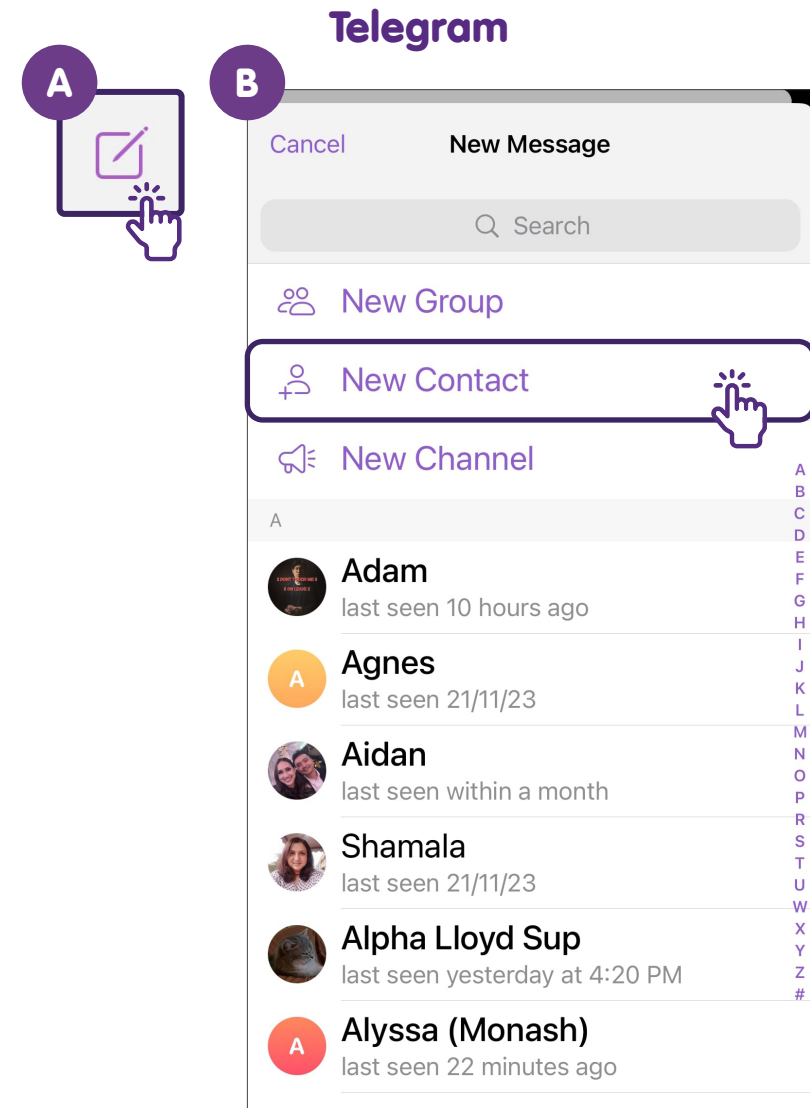 Telegram
A
B
Cancel
New Message
Search
New Group
New Contact
New Channel
A
Adam
last seen 10 hours ago
A
Agnes
last seen 21/11/23
Aidan
last seen within a month
Shamala
last seen 21/11/23
Alpha Lloyd Sup
last seen yesterday at 4:20 PM
A
Alyssa (Monash)
last seen 22 minutes ago
A
B
C
D
E
F
G
H
I
J
K
L
M
N
O
P
R
S
T
U
W
X
Y
Z
#